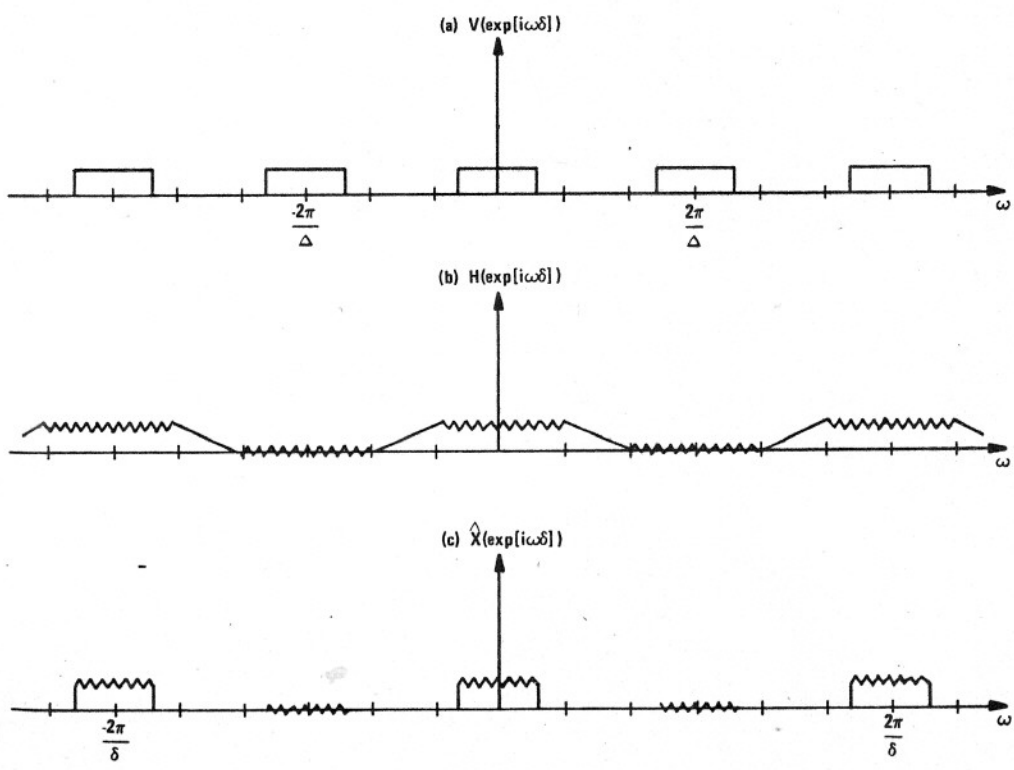 (a) V(exp[iωδ])
-2π
Δ
2π
Δ
ω
(b) H(exp[iωδ])
ω
(c) X̂(exp[iωδ])
-2π
δ
2π
δ
ω